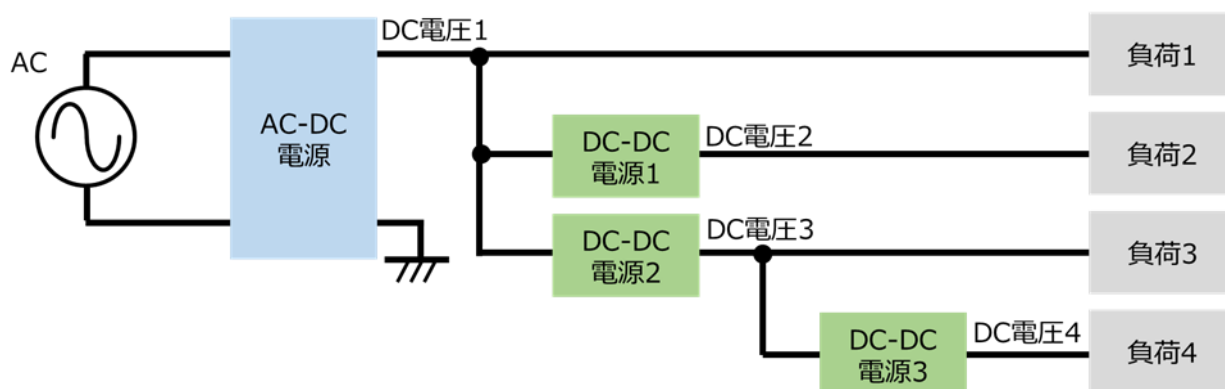 AC
AC-DC
電源
DC電圧1
負荷1
DC-DC
電源1
DC電圧2
負荷2
DC-DC
電源2
DC電圧3
負荷3
DC-DC
電源3
DC電圧4
負荷4